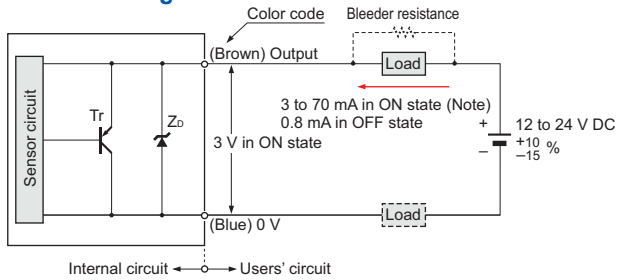 Color code
Bleeder resistance
(Brown) Output
Load
Sensor circuit
Tr
ZD
3 V in ON state
3 to 70 mA in ON state (Note)
0.8 mA in OFF state
+
–
12 to 24 V DC
+10
–15 %
(Blue) 0 V
Load
Internal circuit
Users' circuit